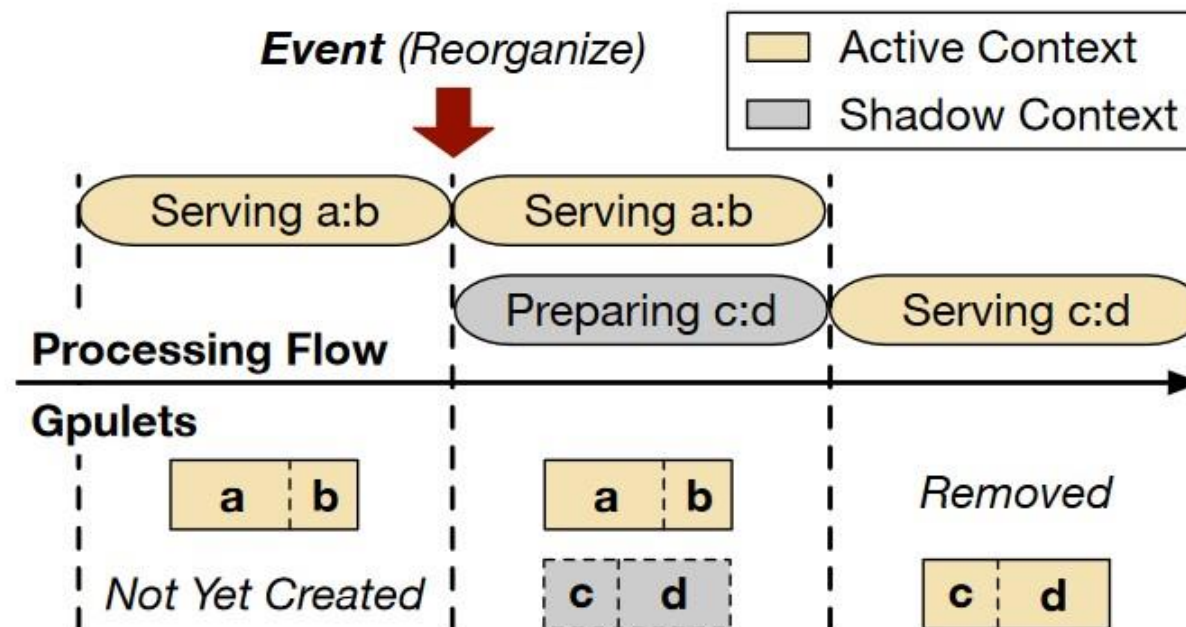 Event (Reorganize)
Active Context
Shadow Context
Serving a:b
Serving a:b
Preparing c:d
Serving c:d
Processing Flow
Gpulets
a b
a b
Removed
Not Yet Created
c d
c d